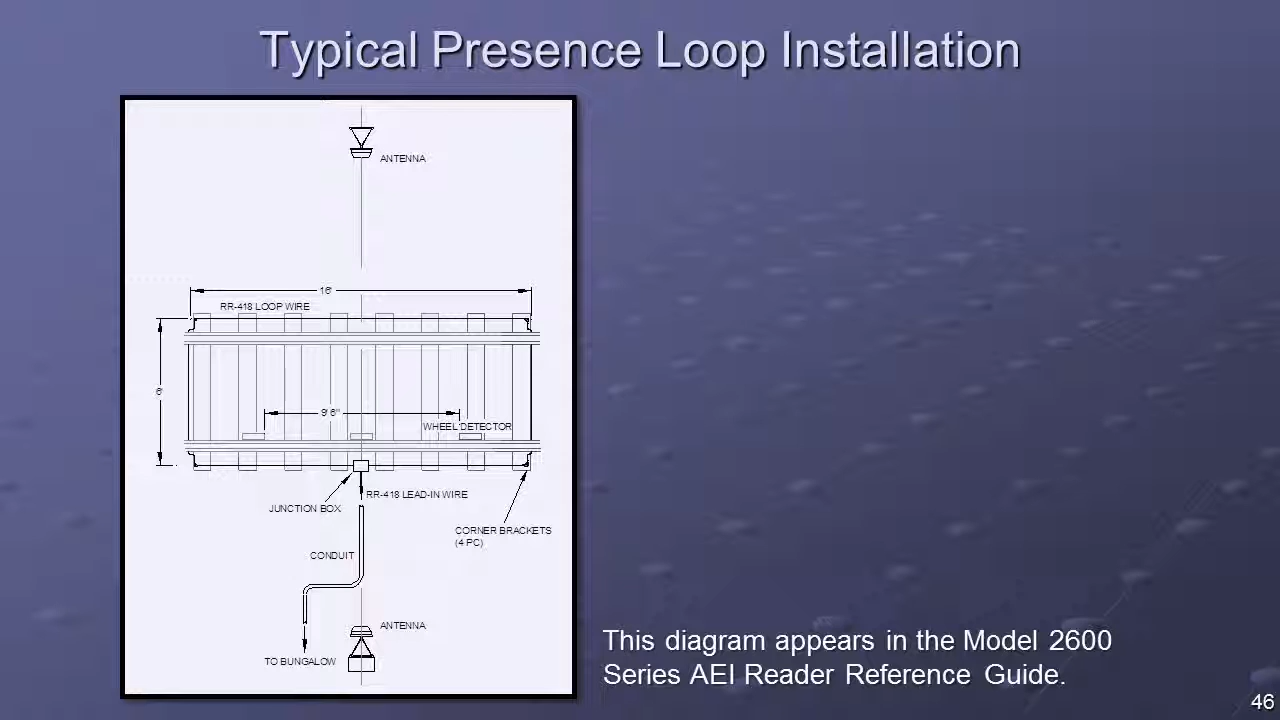 Typical Presence Loop Installation
ANTENNA
16'
RR-418 LOOP WIRE
6'
9' 6"
WHEEL DETECTOR
RR-418 LEAD-IN WIRE
JUNCTION BOX
CORNER BRACKETS
(4 PC)
CONDUIT
ANTENNA
TO BUNGALOW
This diagram appears in the Model 2600
Series AEI Reader Reference Guide.
46